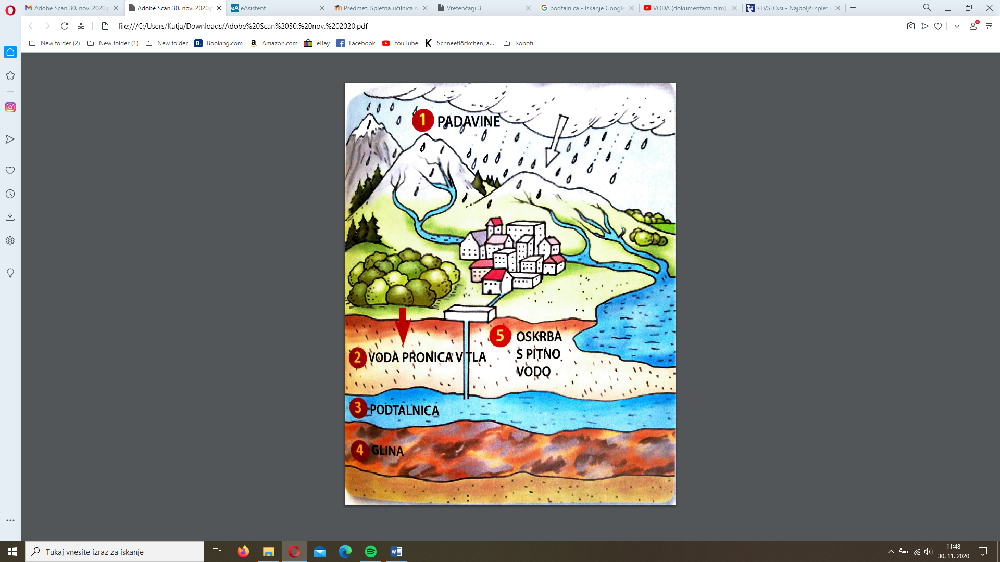 Adobe Scan 30. nov. 2020.p
Adobe Scan 30. nov. 2020.p
eAsistent
Predmet: Spletna učilnica 6
Vretenčarji 3
podtalnica - Iskanje Google
VODA (dokumentarni film)
RTVSLO.si - Najboljši splet
file:///C:/Users/Katja/Downloads/Adobe%20Scan%2030.%20nov.%202020.pdf
New folder (2)
New folder (1)
New folder
Booking.com
Amazon.com
eBay
Facebook
YouTube
Schneeflöckchen, a...
Roboti
1 PADAVINE
5 OSKRBA
S PITNO
VODO
2 VODA PRONICA V TLA
3 PODTALNICA
4 GLINA
Tukaj vnesite izraz za iskanje
11:48
30. 11. 2020